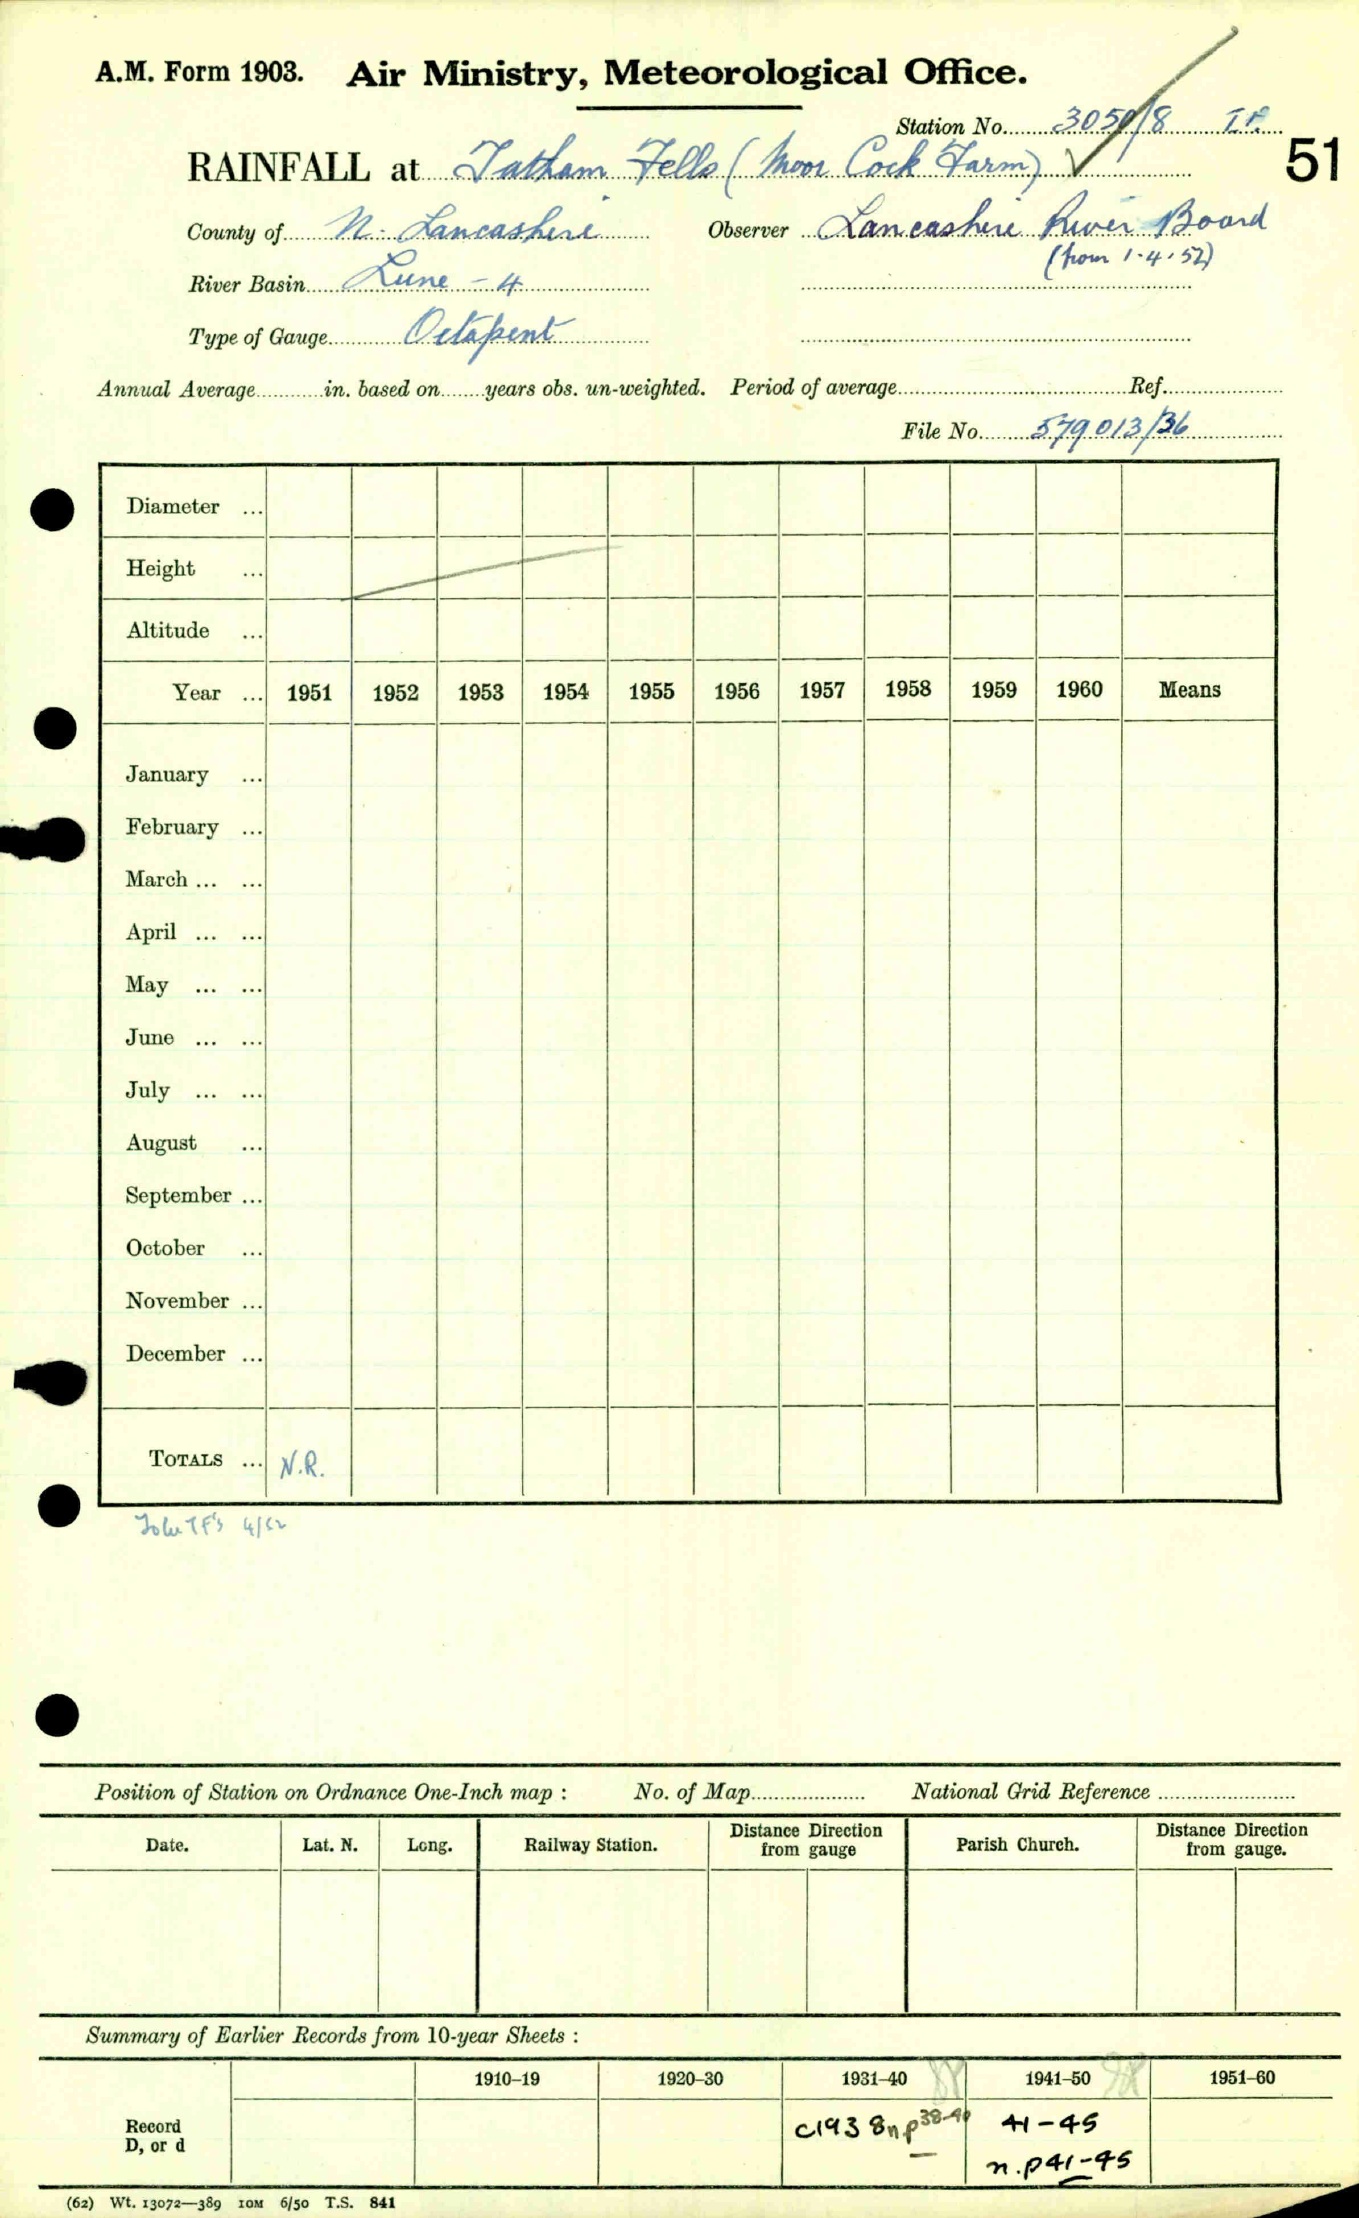 A.M. Form 1903. Air Ministry, Meteorological Office.
Station No. 3050/8
51
RAINFALL at Tatham Fells (Moor Cock Farm) ✓
County of N. Lancashire Observer Lancashire River Board
(from 1.4.52)
River Basin Lune - 4
Type of Gauge Octapent
Annual Average in. based on years obs. un-weighted. Period of average Ref.
File No. 579013/36
Diameter ...
Height ...
Altitude ...
Year ... 1951 1952 1953 1954 1955 1956 1957 1958 1959 1960 Means
January ...
February ...
March ... ...
April ... ...
May ... ...
June ... ...
July ... ...
August ...
September ...
October ...
November ...
December ...
TOTALS ... N.R.
4/52
Position of Station on Ordnance One-Inch map : No. of Map National Grid Reference
Date. Lat. N. Long. Railway Station. Distance from Direction gauge Parish Church. Distance from Direction gauge.
Summary of Earlier Records from 10-year Sheets :
1910–19 1920–30 1931–40 1941–50 1951–60
Record D, or d c1938 n.p 38-40 41-45
n.p 41-45
(62) Wt. 13072—389 10M 6/50 T.S. 841